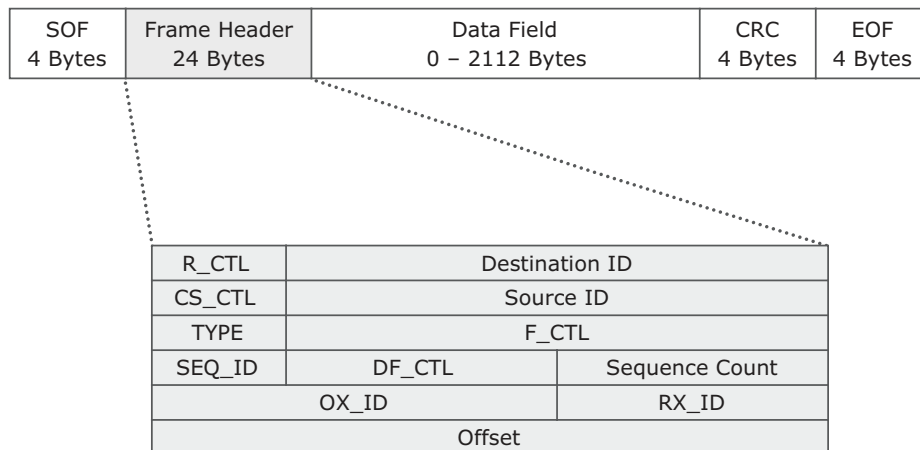 SOF Frame Header Data Field CRC EOF
4 Bytes 24 Bytes 0 – 2112 Bytes 4 Bytes 4 Bytes
R_CTL Destination ID
CS_CTL Source ID
TYPE F_CTL
SEQ_ID DF_CTL Sequence Count
OX_ID RX_ID
Offset